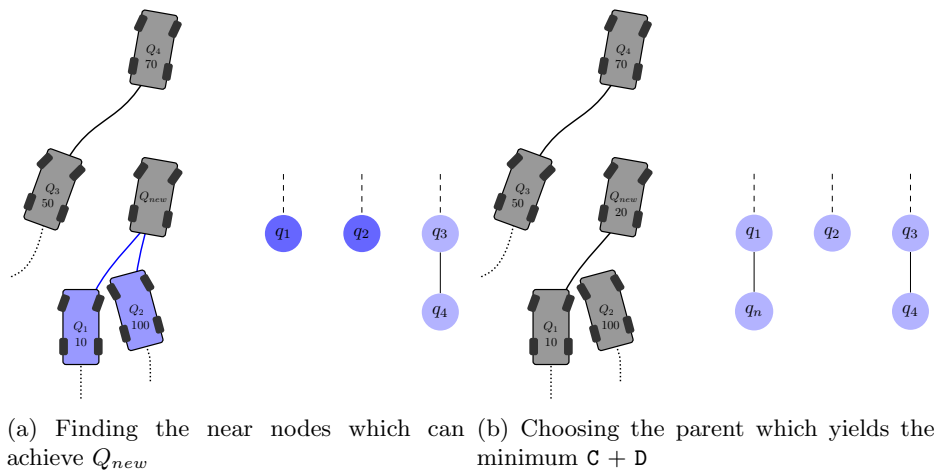 Q4
70
Q3
50
Qnew
Q1
10
Q2
100
q1
q2
q3
q4
(a) Finding the near nodes which can
achieve Qnew
Q4
70
Q3
50
Qnew
20
Q1
10
Q2
100
q1
q2
q3
qn
q4
(b) Choosing the parent which yields the
minimum C + D